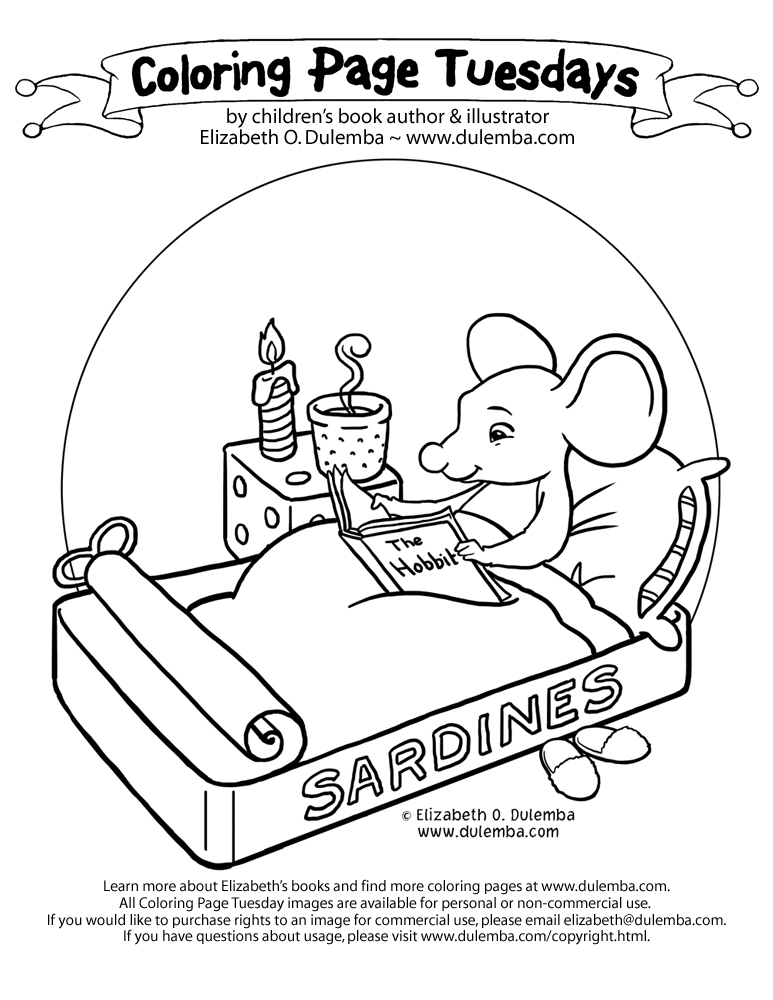 Coloring Page Tuesdays
by children's book author & illustrator
Elizabeth O. Dulemba ~ www.dulemba.com
The
Hobbit
SARDINES
© Elizabeth O. Dulemba
www.dulemba.com
Learn more about Elizabeth's books and find more coloring pages at www.dulemba.com.
All Coloring Page Tuesday images are available for personal or non-commercial use.
If you would like to purchase rights to an image for commercial use, please email elizabeth@dulemba.com.
If you have questions about usage, please visit www.dulemba.com/copyright.html.